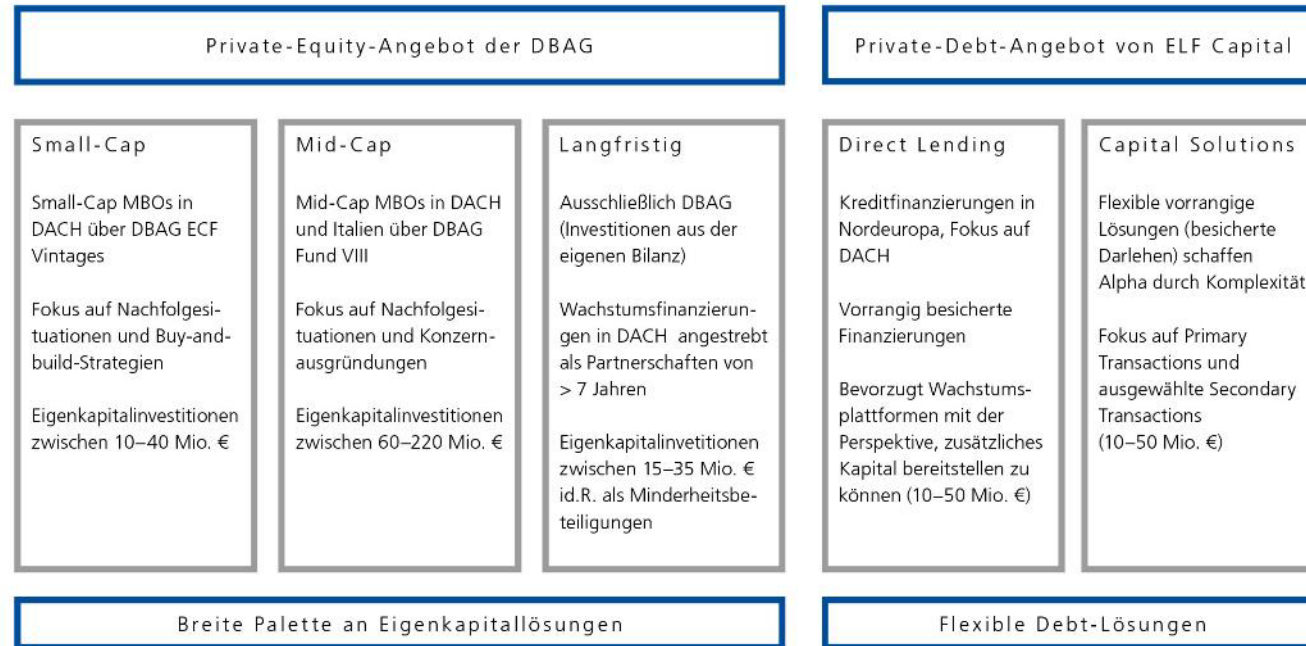 Private-Equity-Angebot der DBAG
Private-Debt-Angebot von ELF Capital
Small-Cap
Small-Cap MBOs in
DACH über DBAG ECF
Vintages
Fokus auf Nachfolgesi-
tuationen und Buy-and-
build-Strategien
Eigenkapitalinvestitionen
zwischen 10–40 Mio. €
Mid-Cap
Mid-Cap MBOs in DACH
und Italien über DBAG
Fund VIII
Fokus auf Nachfolgesi-
tuationen und Konzern-
ausgründungen
Eigenkapitalinvestitionen
zwischen 60–220 Mio. €
Langfristig
Ausschließlich DBAG
(Investitionen aus der
eigenen Bilanz)
Wachstumsfinanzierun-
gen in DACH angestrebt
als Partnerschaften von
> 7 Jahren
Eigenkapitalinvetitionen
zwischen 15–35 Mio. €
id.R. als Minderheitsbe-
teiligungen
Direct Lending
Kreditfinanzierungen in
Nordeuropa, Fokus auf
DACH
Vorrangig besicherte
Finanzierungen
Bevorzugt Wachstums-
plattformen mit der
Perspektive, zusätzliches
Kapital bereitstellen zu
können (10–50 Mio. €)
Capital Solutions
Flexible vorrangige
Lösungen (besicherte
Darlehen) schaffen
Alpha durch Komplexität
Fokus auf Primary
Transactions und
ausgewählte Secondary
Transactions
(10–50 Mio. €)
Breite Palette an Eigenkapitallösungen
Flexible Debt-Lösungen